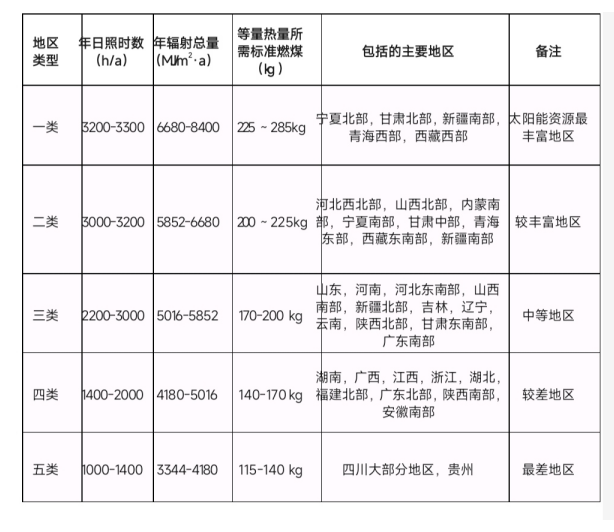 地区
类型
年日照时数
（h/a）
年辐射总量
（MJ/m²·a）
等量热量所
需标准燃煤
（kg）
包括的主要地区
备注
一类
3200-3300
6680-8400
225 ~ 285kg
宁夏北部，甘肃北部，新疆南部，
青海西部，西藏西部
太阳能资源最
丰富地区
二类
3000-3200
5852-6680
200 ~ 225kg
河北西北部，山西北部，内蒙南
部，宁夏南部，甘肃中部，青海
东部，西藏东南部，新疆南部
较丰富地区
三类
2200-3000
5016-5852
170-200 kg
山东，河南，河北东南部，山西
南部，新疆北部，吉林，辽宁，
云南，陕西北部，甘肃东南部，
广东南部
中等地区
四类
1400-2000
4180-5016
140-170 kg
湖南，广西，江西，浙江，湖北，
福建北部，广东北部，陕西南部，
安徽南部
较差地区
五类
1000-1400
3344-4180
115-140 kg
四川大部分地区，贵州
最差地区